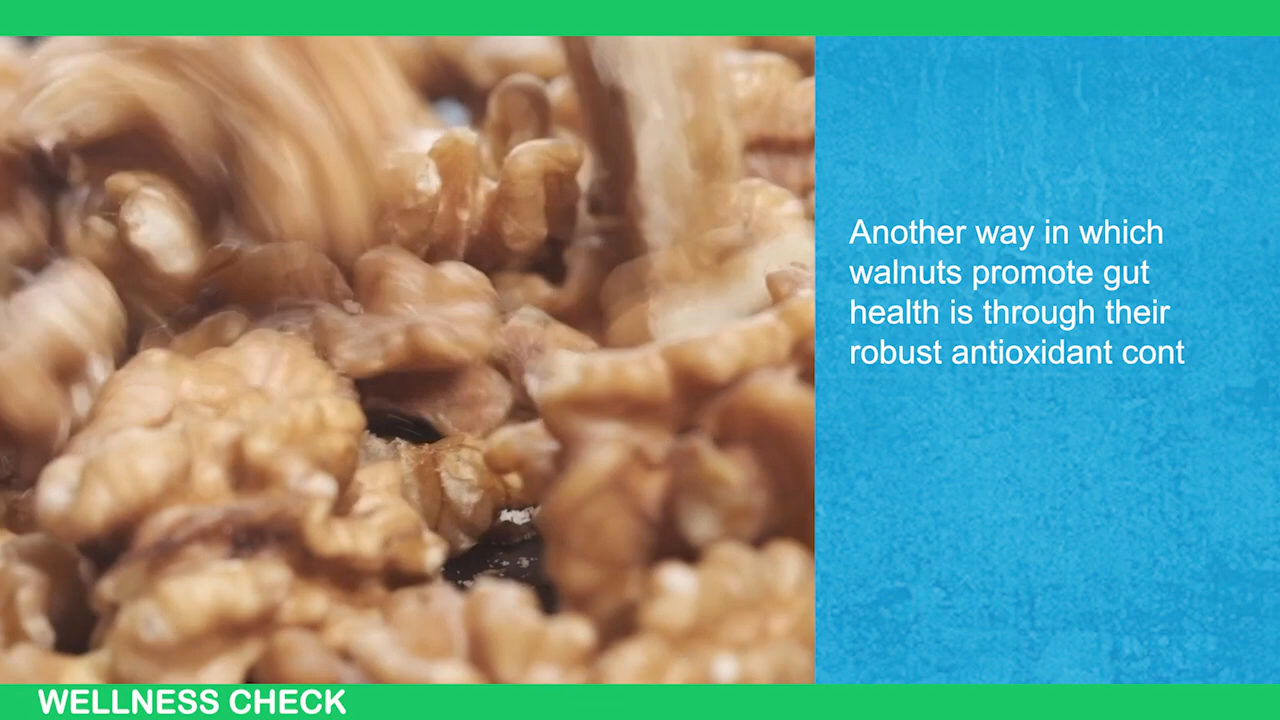 Another way in which
walnuts promote gut
health is through their
robust antioxidant cont
WELLNESS CHECK